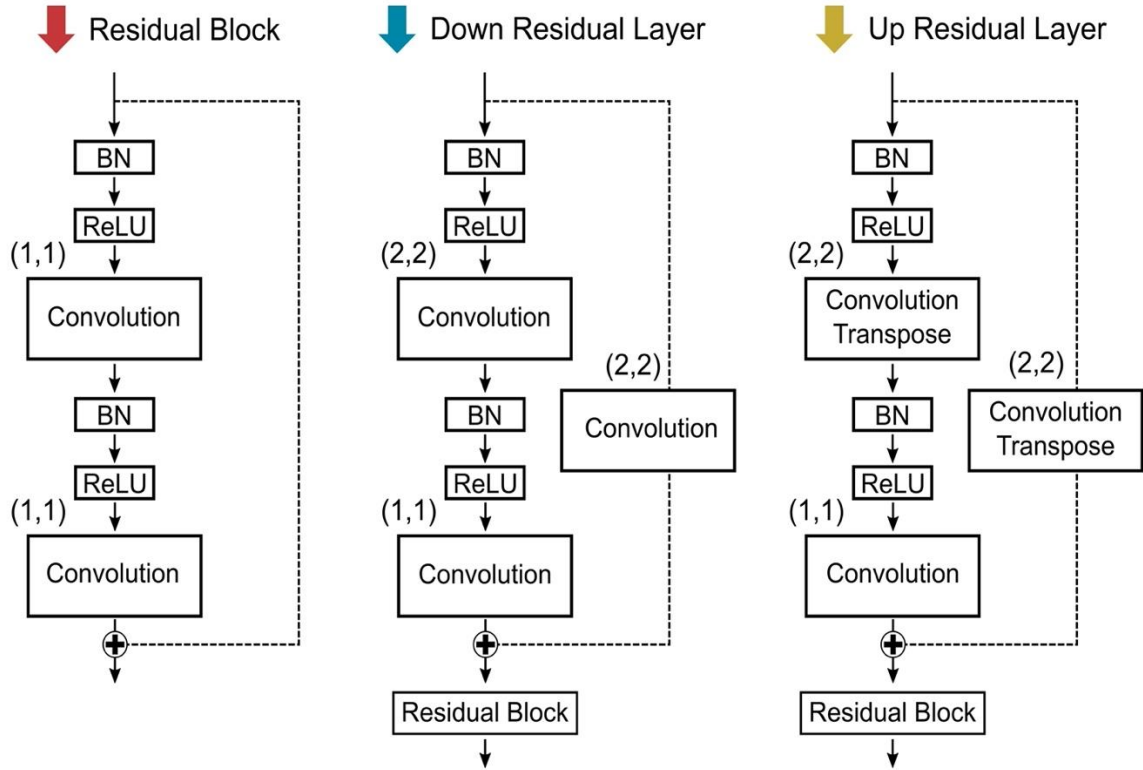 Residual Block
BN
ReLU
(1,1)
Convolution
BN
ReLU
(1,1)
Convolution
Down Residual Layer
BN
ReLU
(2,2)
Convolution
(2,2)
Convolution
BN
ReLU
(1,1)
Convolution
Residual Block
Up Residual Layer
BN
ReLU
(2,2)
Convolution
Transpose
(2,2)
Convolution
Transpose
BN
ReLU
(1,1)
Convolution
Residual Block